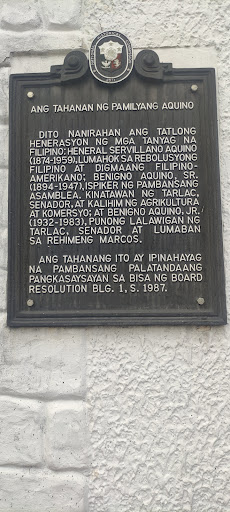 ANG TAHANAN NG PAMILYANG AQUINO
DITO NANIRAHAN ANG TATLONG
HENERASYON NG MGA TANYAG NA
FILIPINO: HENERAL SERVILLANO AQUINO
(1874-1959), LUMAHOK SA REBOLUSYONG
FILIPINO AT DIGMAANG FILIPINO-
AMERIKANO; BENIGNO AQUINO, SR.
(1894-1947), ISPIKER NG PAMBANSANG
ASAMBLEA, KINATAWAN NG TARLAC,
SENADOR, AT KALIHIM NG AGRIKULTURA
AT KOMERSYO; AT BENIGNO AQUINO, JR.
(1932-1983), PUNONG LALAWIGAN NG
TARLAC, SENADOR AT LUMABAN
SA REHIMENG MARCOS.
ANG TAHANANG ITO AY IPINAHAYAG
NA PAMBANSANG PALATANDAANG
PANGKASAYSAYAN SA BISA NG BOARD
RESOLUTION BLG. 1, S. 1987.